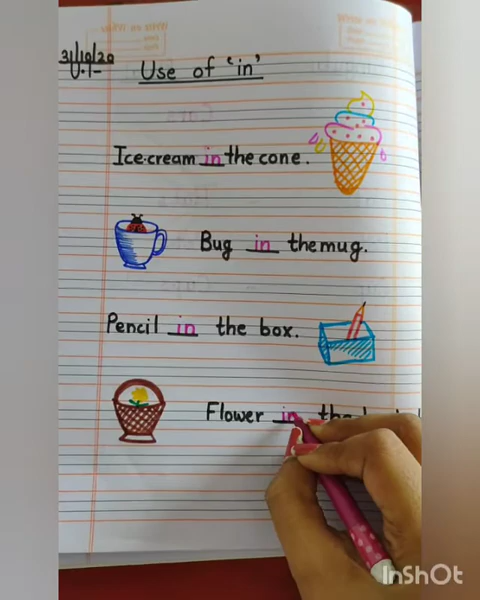 31/10/20
Use of 'in'
Ice-cream in the cone.
Bug in the mug.
Pencil in the box.
Flower in the
InShOt